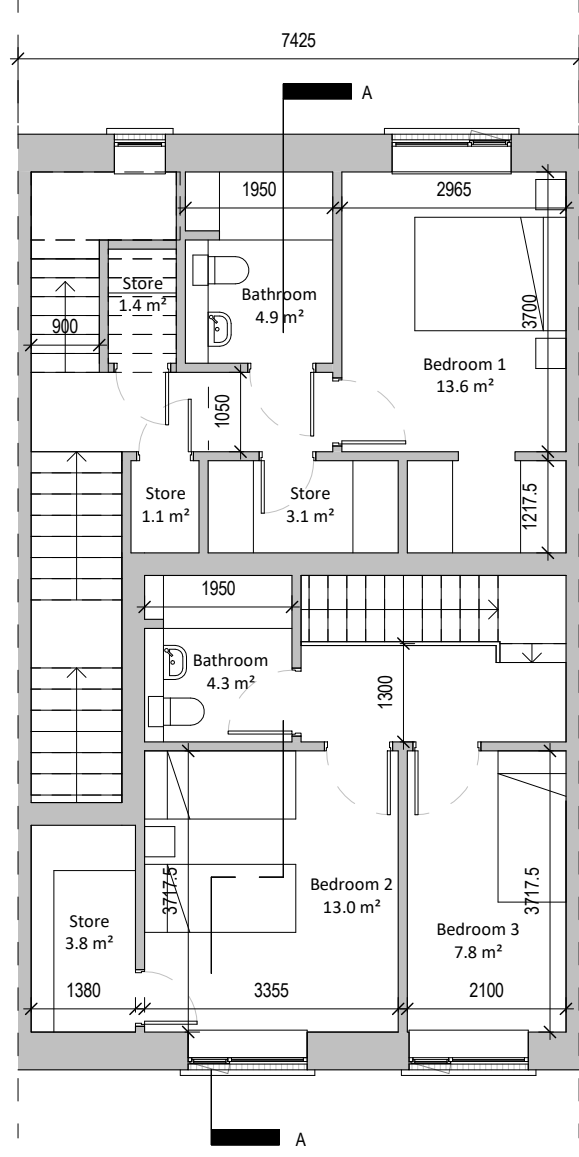 7425
A
1950
2965
Store
1.4 m²
Bathroom
4.9 m²
3700
900
Bedroom 1
13.6 m²
1050
Store
1.1 m²
Store
3.1 m²
1217.5
1950
Bathroom
4.3 m²
1300
Bedroom 2
13.0 m²
3717.5
3717.5
Store
3.8 m²
Bedroom 3
7.8 m²
1380
3355
2100
A